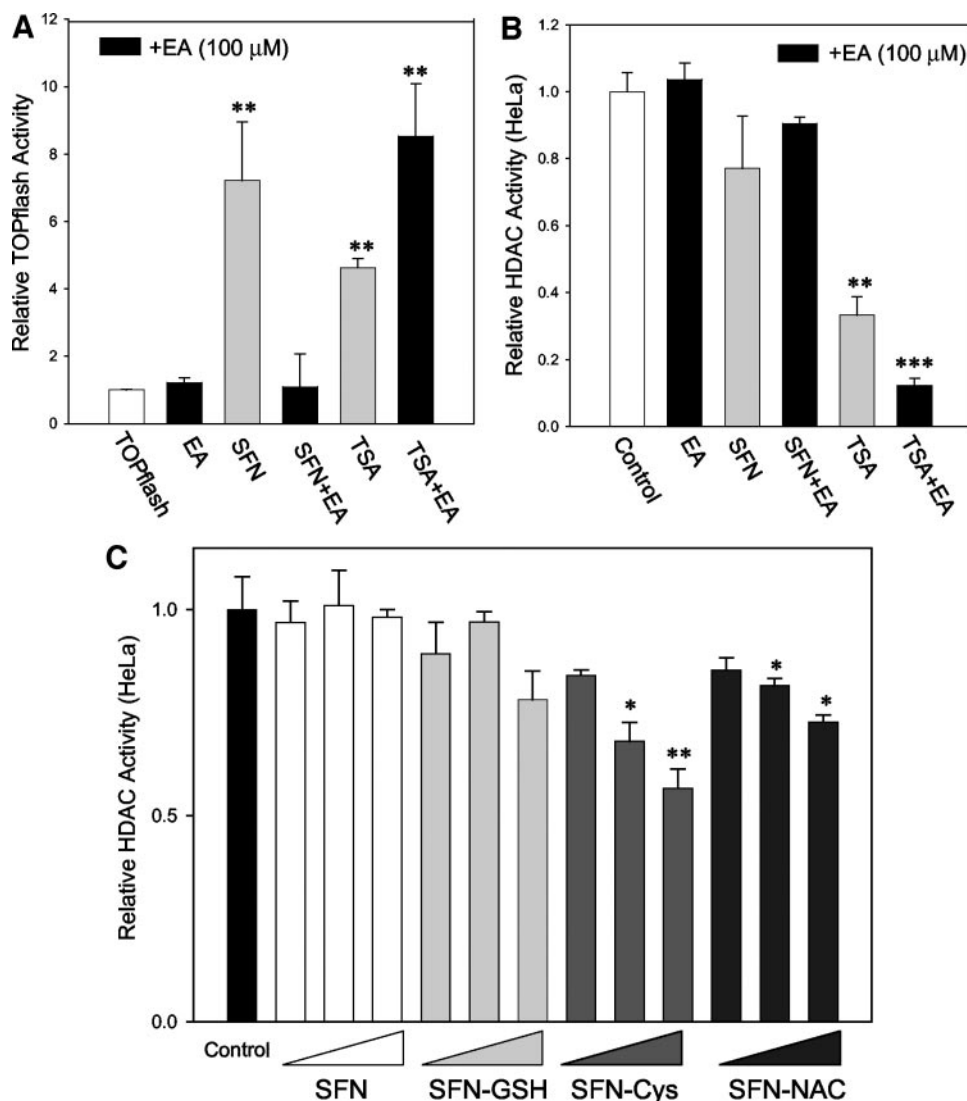 A
+EA (100 μM)
Relative TOPflash Activity
12
10
8
6
4
2
0
**
**
**
TOPflash
EA
SFN
SFN+EA
TSA
TSA+EA
B
+EA (100 μM)
Relative HDAC Activity (HeLa)
1.2
1.0
0.8
0.6
0.4
0.2
0.0
**
***
Control
EA
SFN
SFN+EA
TSA
TSA+EA
C
Relative HDAC Activity (HeLa)
1.0
0.5
0.0
*
**
*
*
Control
SFN
SFN-GSH
SFN-Cys
SFN-NAC